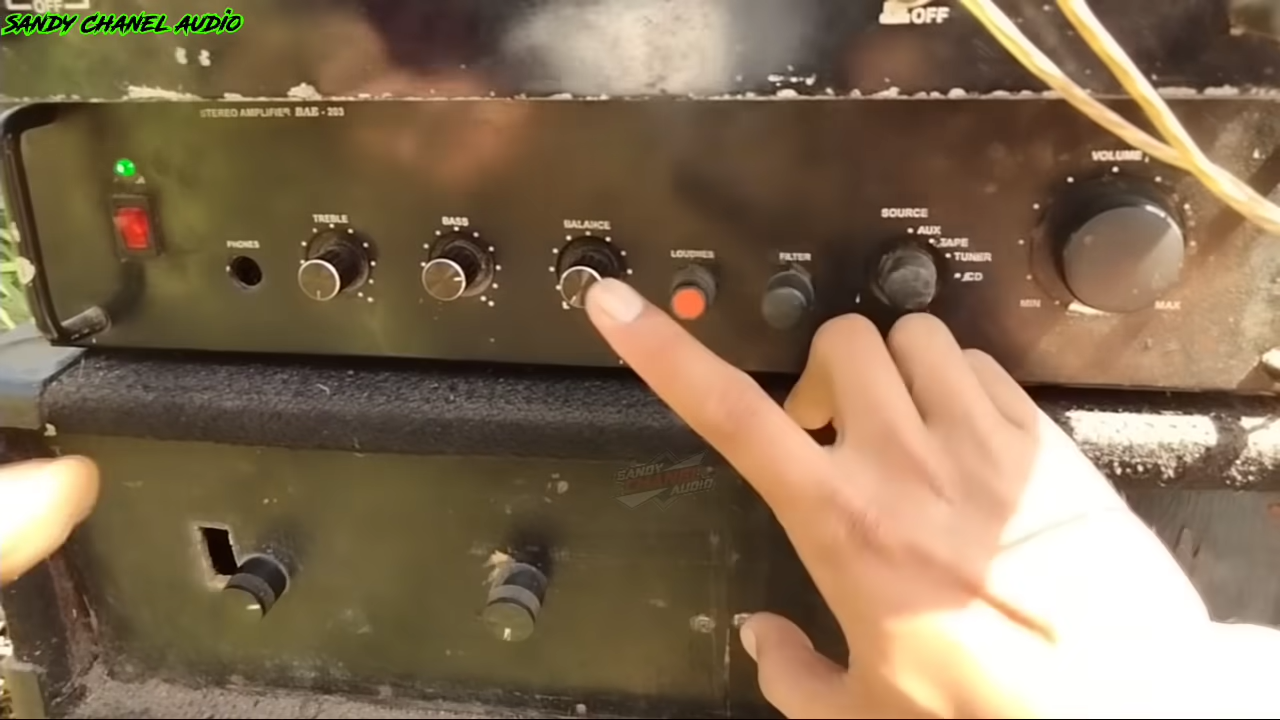 OFF
SANDY CHANEL AUDIO
OFF
STEREO AMPLIFIER BAE - 203
VOLUME
TREBLE
BASS
BALANCE
SOURCE
AUX
TAPE
TUNER
CD
PHONES
LOUDNES
FILTER
MIN
MAX
SANDY
CHANEL
AUDIO